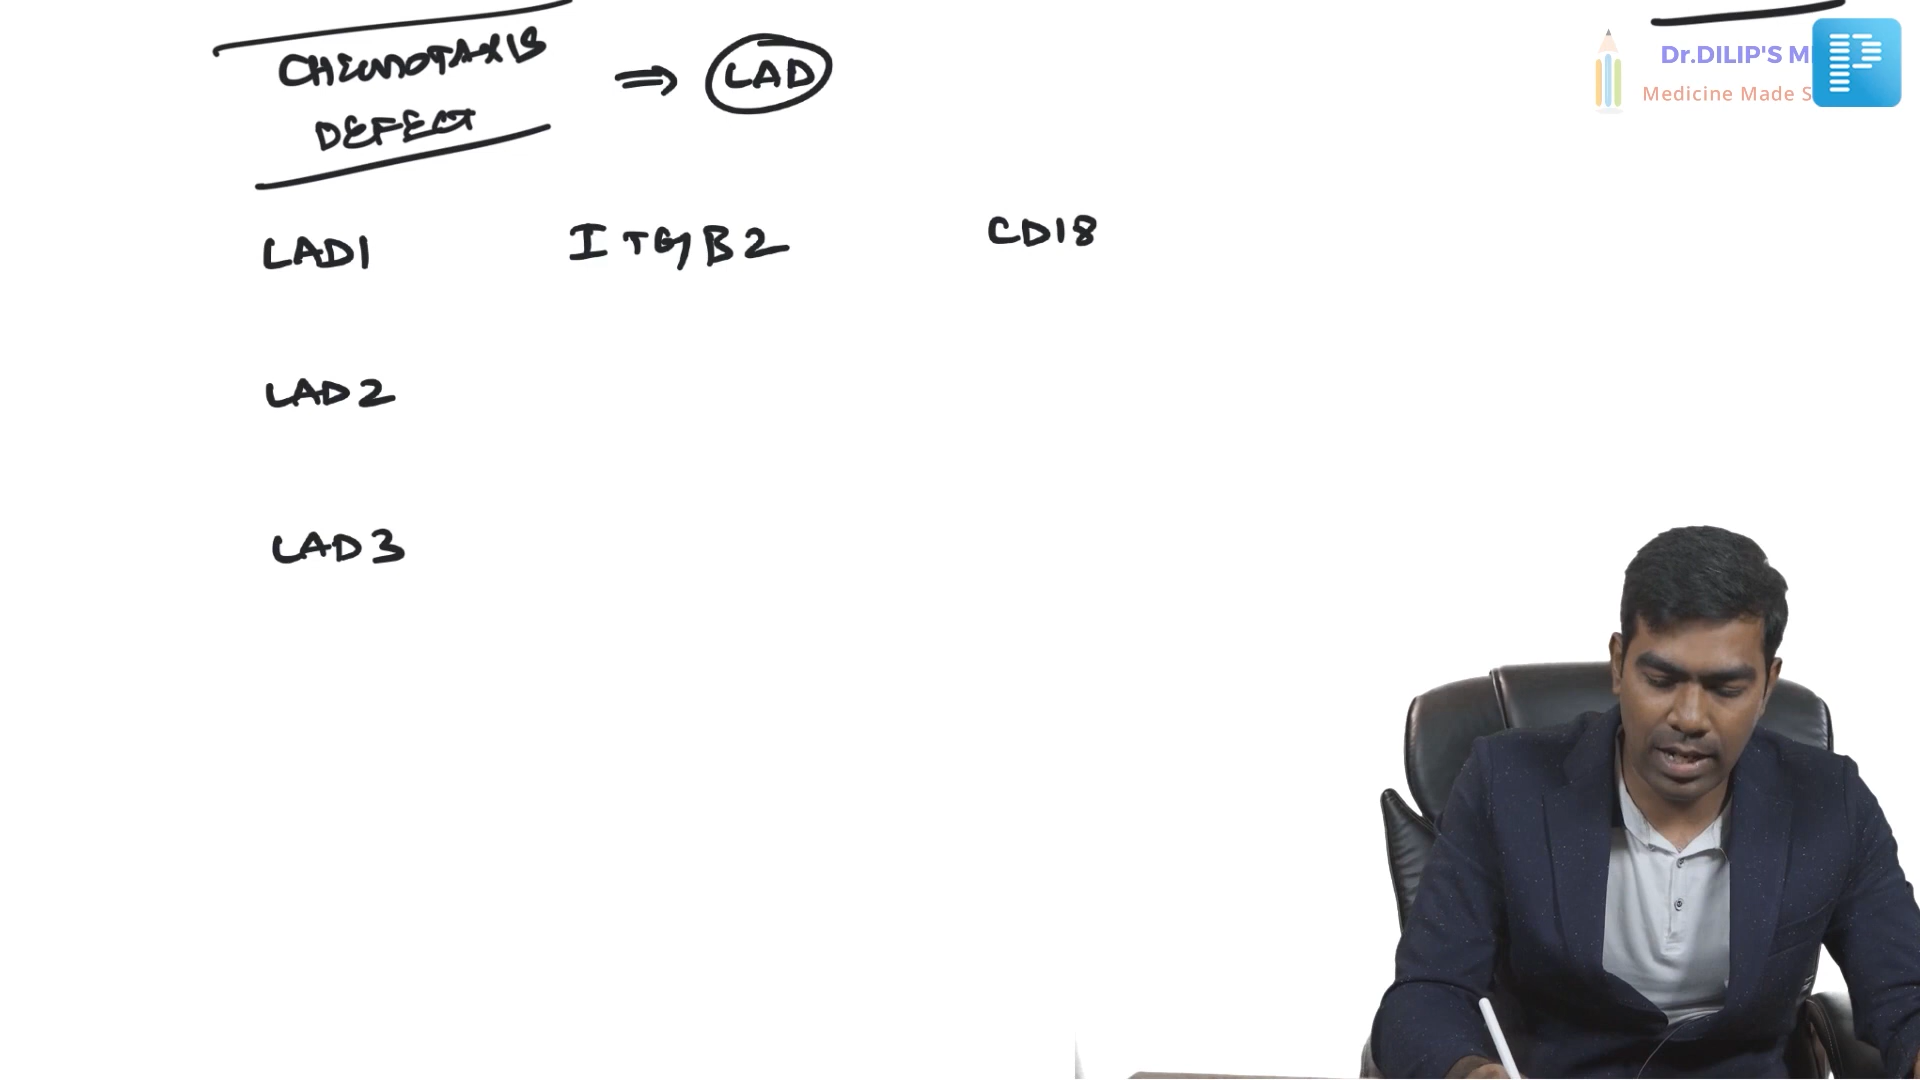 CHEMOTAXIS
DEFECT
⇒ LAD
Dr.DILIP'S M
Medicine Made S
LAD1 ITGB2 CD18
LAD2
LAD3